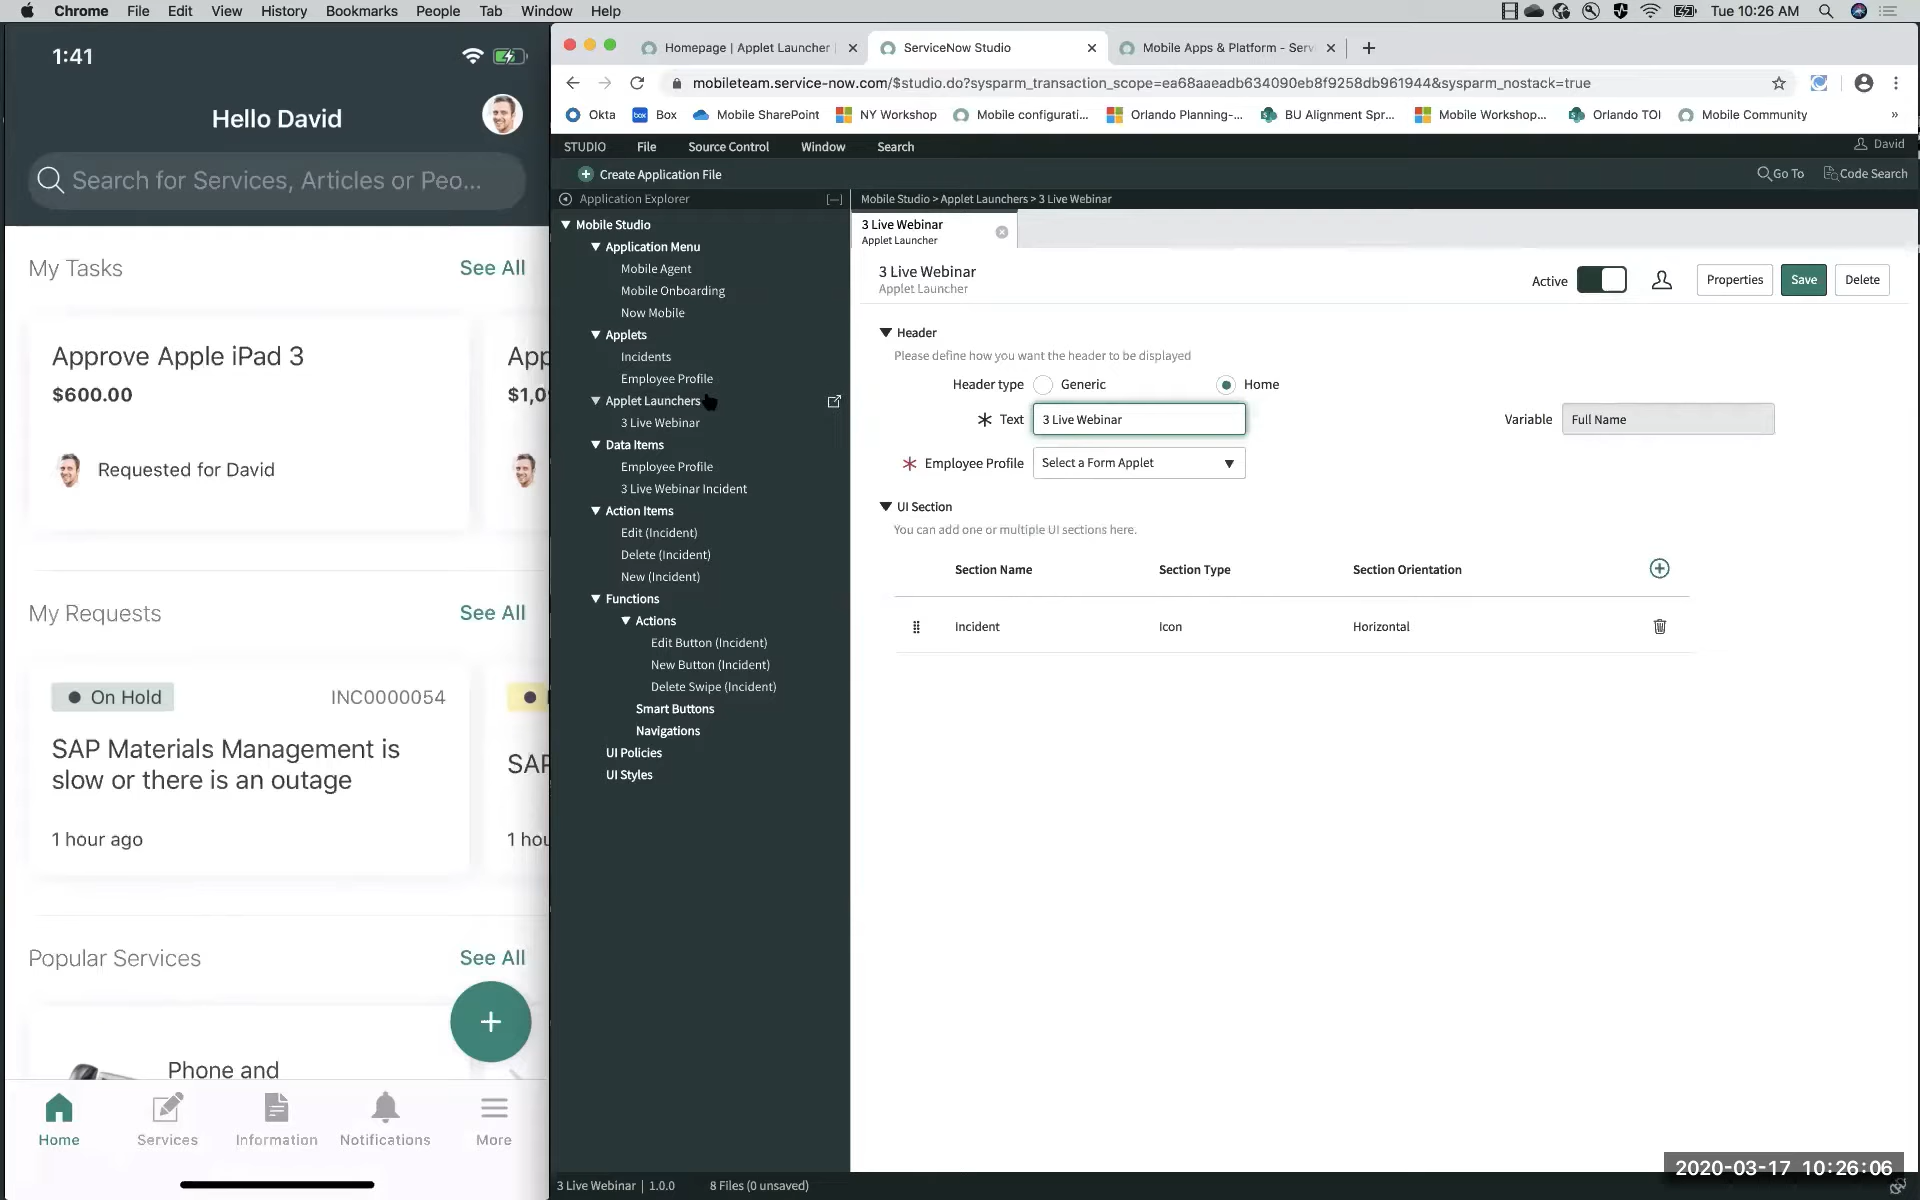 Chrome File Edit View History Bookmarks People Tab Window Help
Tue 10:26 AM
1:41
Hello David
Search for Services, Articles or Peo...
My Tasks
See All
Approve Apple iPad 3
$600.00
Requested for David
App
$1,09
My Requests
See All
On Hold
INC0000054
SAP Materials Management is
slow or there is an outage
1 hour ago
SAP
1 hou
Popular Services
See All
Phone and
Home
Services
Information
Notifications
More
Homepage | Applet Launcher
ServiceNow Studio
Mobile Apps & Platform - Serv
mobileteam.service-now.com/$studio.do?sysparm_transaction_scope=ea68aaeadb634090eb8f9258db961944&sysparm_nostack=true
Okta
box
Box
Mobile SharePoint
NY Workshop
Mobile configurati...
Orlando Planning-...
BU Alignment Spr...
Mobile Workshop...
Orlando TOI
Mobile Community
»
STUDIO File Source Control Window Search
David
Create Application File
Go To
Code Search
Application Explorer
Mobile Studio
Application Menu
Mobile Agent
Mobile Onboarding
Now Mobile
Applets
Incidents
Employee Profile
Applet Launchers
3 Live Webinar
Data Items
Employee Profile
3 Live Webinar Incident
Action Items
Edit (Incident)
Delete (Incident)
New (Incident)
Functions
Actions
Edit Button (Incident)
New Button (Incident)
Delete Swipe (Incident)
Smart Buttons
Navigations
UI Policies
UI Styles
Mobile Studio > Applet Launchers > 3 Live Webinar
3 Live Webinar
Applet Launcher
3 Live Webinar
Applet Launcher
Active
Properties
Save
Delete
Header
Please define how you want the header to be displayed
Header type
Generic
Home
Text
3 Live Webinar
Variable
Full Name
Employee Profile
Select a Form Applet
UI Section
You can add one or multiple UI sections here.
Section Name
Section Type
Section Orientation
Incident
Icon
Horizontal
3 Live Webinar | 1.0.0
8 Files (0 unsaved)
2020-03-17 10:26:06